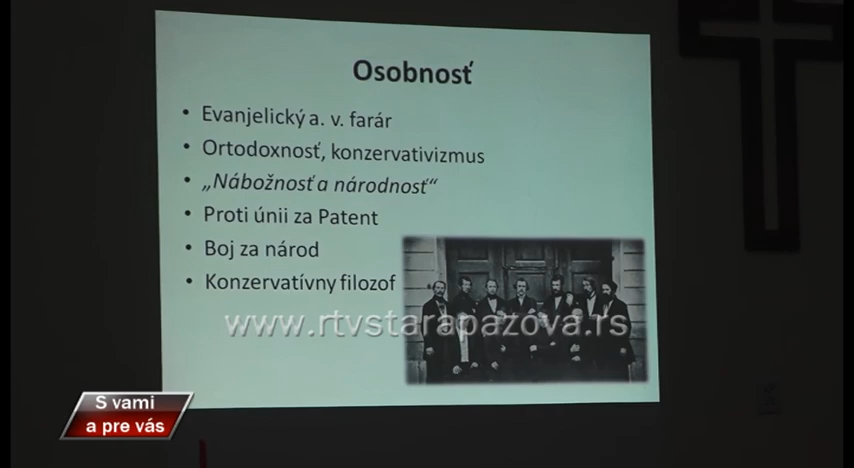 Osobnosť
• Evanjelický a. v. farár
• Ortodoxnosť, konzervativizmus
• „Nábožnosť a národnosť“
• Proti únii za Patent
• Boj za národ
• Konzervatívny filozof
www.rtvstarapazova.rs
S vami
a pre vás